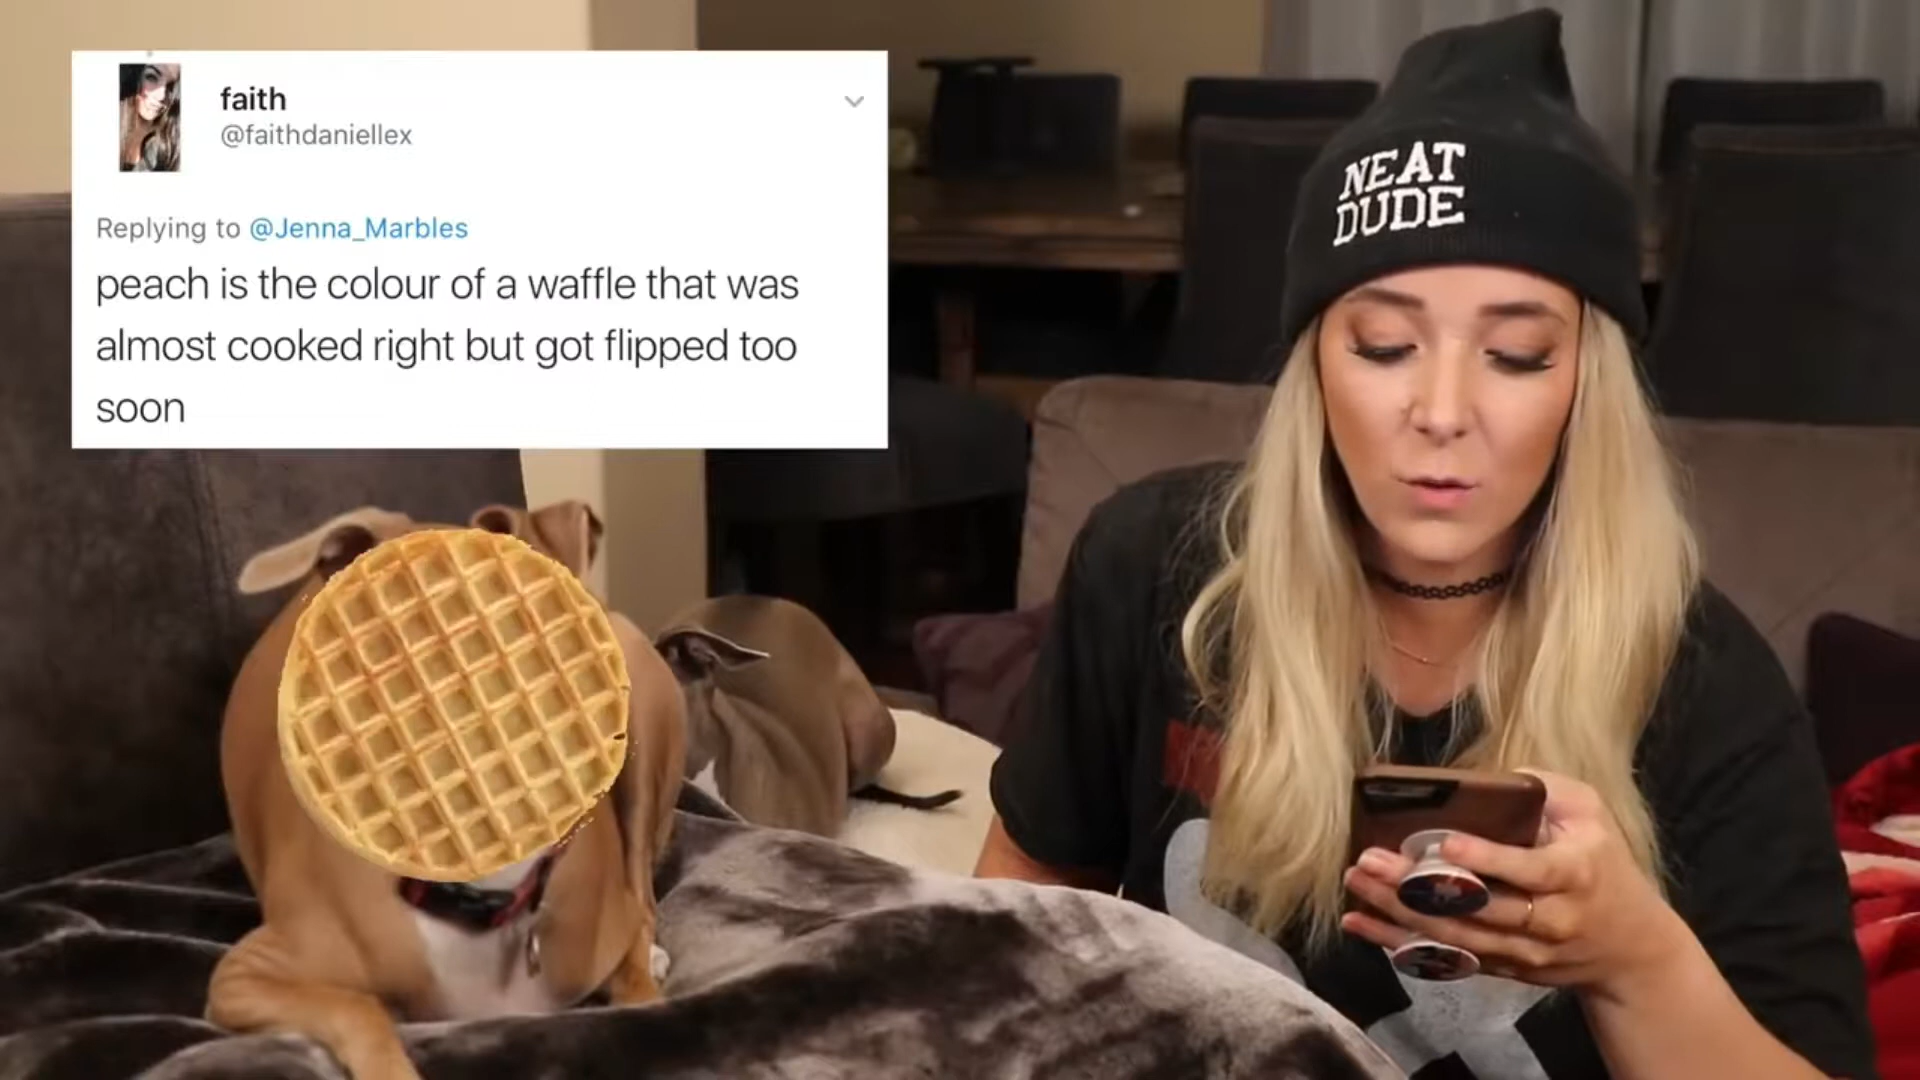 faith
@faithdaniellex
Replying to @Jenna_Marbles
peach is the colour of a waffle that was
almost cooked right but got flipped too
soon
NEAT
DUDE